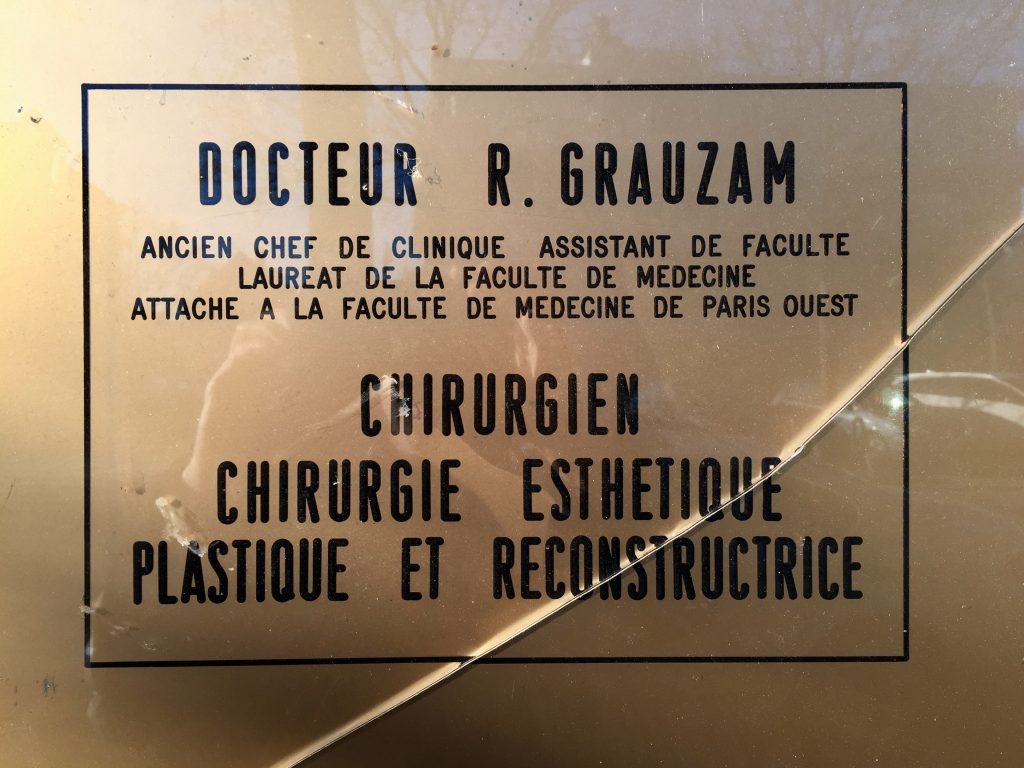 DOCTEUR R. GRAUZAM
ANCIEN CHEF DE CLINIQUE ASSISTANT DE FACULTE
LAUREAT DE LA FACULTE DE MEDECINE
ATTACHE A LA FACULTE DE MEDECINE DE PARIS OUEST
CHIRURGIEN
CHIRURGIE ESTHETIQUE
PLASTIQUE ET RECONSTRUCTRICE